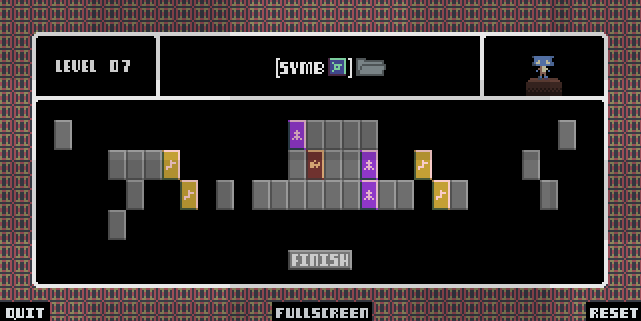 LEVEL 07
[SYMB]
FINISH
QUIT
FULLSCREEN
RESET